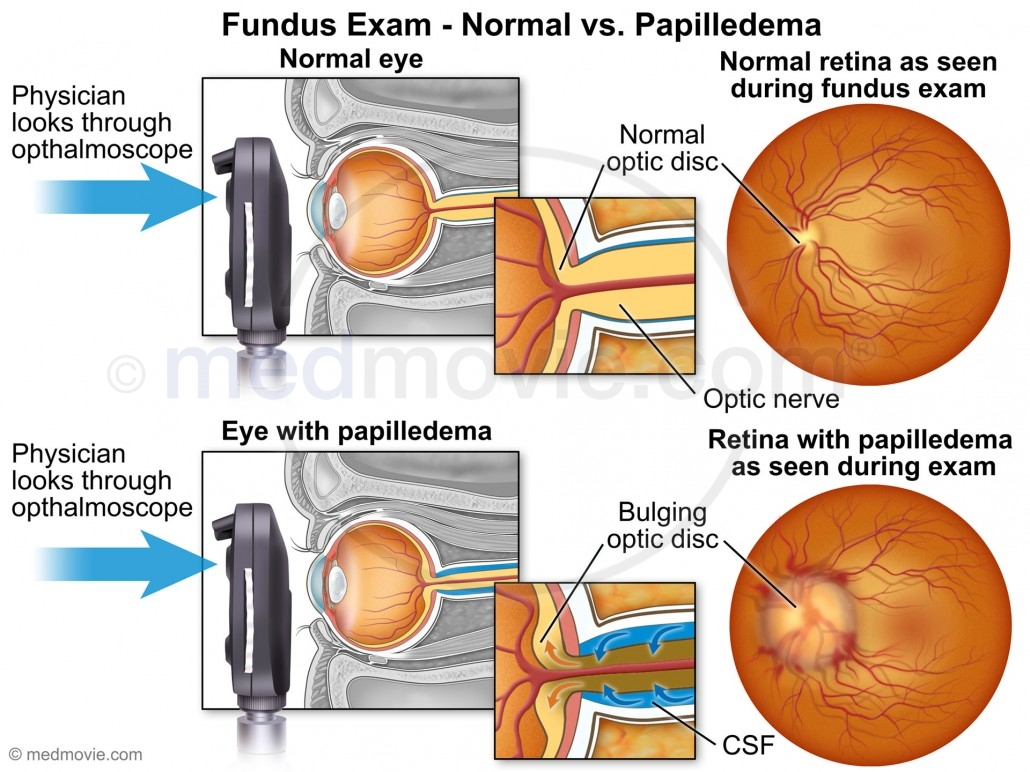 Fundus Exam - Normal vs. Papilledema
Normal eye
Physician
looks through
opthalmoscope
Normal
optic disc
Normal retina as seen
during fundus exam
Optic nerve
© medmovie.com®
Eye with papilledema
Physician
looks through
opthalmoscope
Bulging
optic disc
Retina with papilledema
as seen during exam
CSF
© medmovie.com